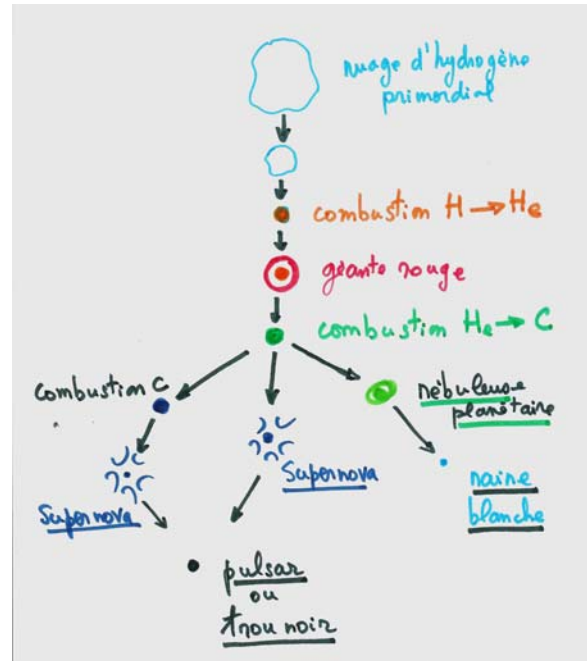 nuage d'hydrogène
primordial
combustion H → He
géante rouge
combustion He → C
combustion C
nébuleuse
planétaire
Supernova
Supernova
naine
blanche
pulsar
ou
trou noir